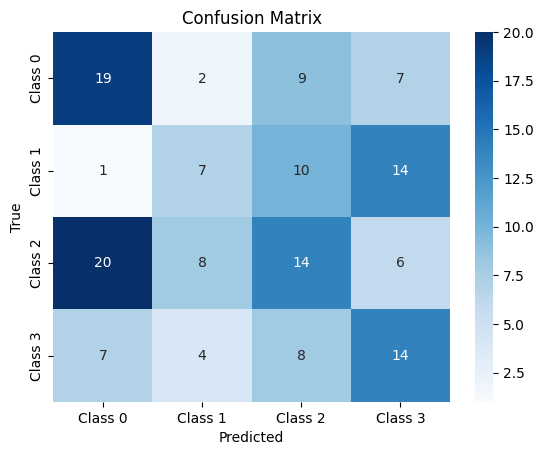 Confusion Matrix
True
Class 0 19 2 9 7
Class 1 1 7 10 14
Class 2 20 8 14 6
Class 3 7 4 8 14
Class 0 Class 1 Class 2 Class 3
Predicted
20.0
17.5
15.0
12.5
10.0
7.5
5.0
2.5